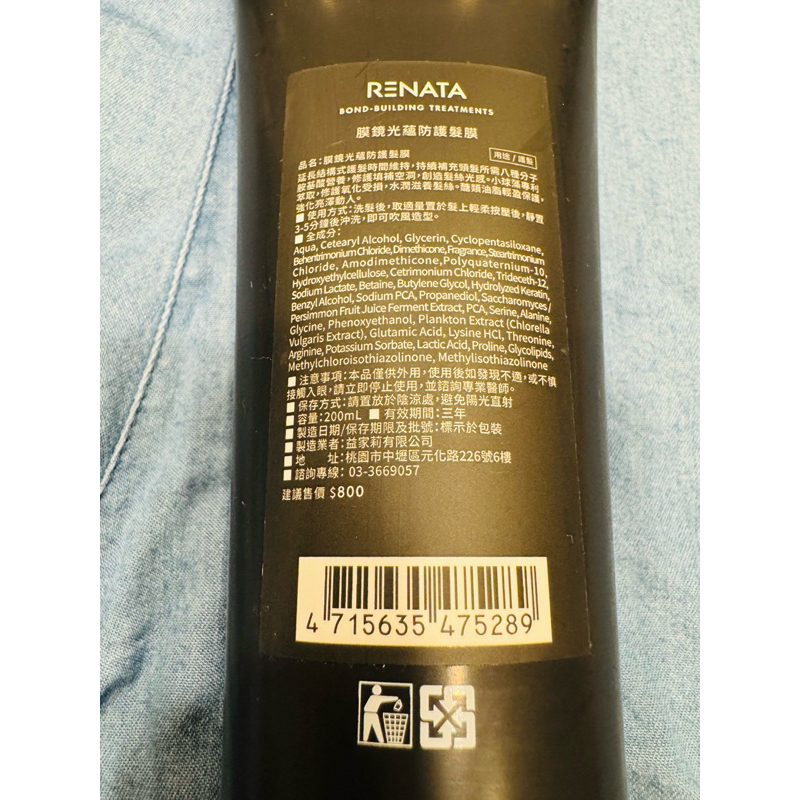 RENATA
BOND-BUILDING TREATMENTS
膜鏡光蘊防護髮膜
品名:膜鏡光蘊防護髮膜 用途/護髮
延長結構式護髮時間維持,持續補充頭髮所需八種分子
胺基酸營養,修護填補空洞,創造髮絲光感。小球藻專利
萃取,修護氧化受損,水潤滋養髮絲。醣類油脂輕盈保護,
強化亮澤動人。
■ 使用方式:洗髮後,取適量置於髮上輕柔按壓後,靜置
3-5分鐘後沖洗,即可吹風造型。
■ 全成分:
Aqua, Cetearyl Alcohol, Glycerin, Cyclopentasiloxane,
Behentrimonium Chloride, Dimethicone, Fragrance, Steartrimonium
Chloride, Amodimethicone,Polyquaternium-10,
Hydroxyethylcellulose, Cetrimonium Chloride, Trideceth-12,
Sodium Lactate, Betaine, Butylene Glycol, Hydrolyzed Keratin,
Benzyl Alcohol, Sodium PCA, Propanediol, Saccharomyces /
Persimmon Fruit Juice Ferment Extract, PCA, Serine, Alanine,
Glycine, Phenoxyethanol, Plankton Extract (Chlorella
Vulgaris Extract), Glutamic Acid, Lysine HCl, Threonine,
Arginine, Potassium Sorbate, Lactic Acid, Proline, Glycolipids,
Methylchloroisothiazolinone, Methylisothiazolinone
■ 注意事項:本品僅供外用,使用後如發現不適,或不慎
接觸入眼,請立即停止使用,並諮詢專業醫師。
■ 保存方式:請置放於陰涼處,避免陽光直射
■ 容量:200mL ■ 有效期間:三年
■ 製造日期/保存期限及批號:標示於包裝
■ 製造業者:益家莉有限公司
■ 地 址:桃園市中壢區元化路226號6樓
■ 諮詢專線: 03-3669057
建議售價 $800
4 715635 475289